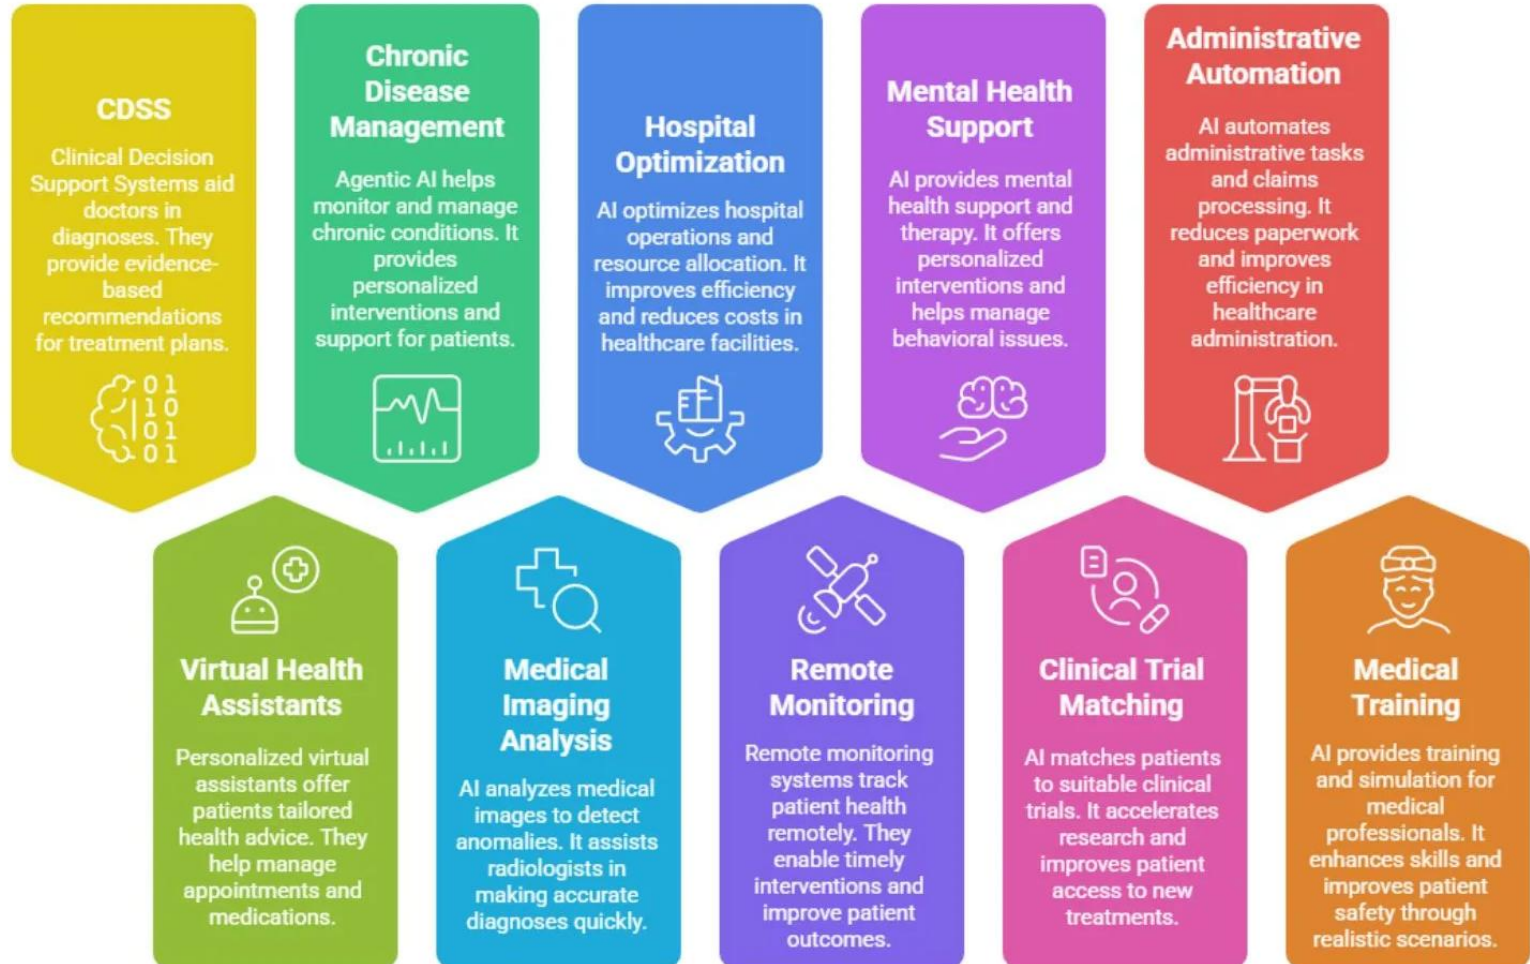 CDSS
Clinical Decision
Support Systems aid
doctors in
diagnoses. They
provide evidence-
based
recommendations
for treatment plans.
01
10
01
01
Chronic
Disease
Management
Agentic AI helps
monitor and manage
chronic conditions. It
provides
personalized
interventions and
support for patients.
Hospital
Optimization
AI optimizes hospital
operations and
resource allocation. It
improves efficiency
and reduces costs in
healthcare facilities.
Mental Health
Support
AI provides mental
health support and
therapy. It offers
personalized
interventions and
helps manage
behavioral issues.
Administrative
Automation
AI automates
administrative tasks
and claims
processing. It
reduces paperwork
and improves
efficiency in
healthcare
administration.
Virtual Health
Assistants
Personalized virtual
assistants offer
patients tailored
health advice. They
help manage
appointments and
medications.
Medical
Imaging
Analysis
AI analyzes medical
images to detect
anomalies. It assists
radiologists in
making accurate
diagnoses quickly.
Remote
Monitoring
Remote monitoring
systems track
patient health
remotely. They
enable timely
interventions and
improve patient
outcomes.
Clinical Trial
Matching
AI matches patients
to suitable clinical
trials. It accelerates
research and
improves patient
access to new
treatments.
Medical
Training
AI provides training
and simulation for
medical
professionals. It
enhances skills and
improves patient
safety through
realistic scenarios.